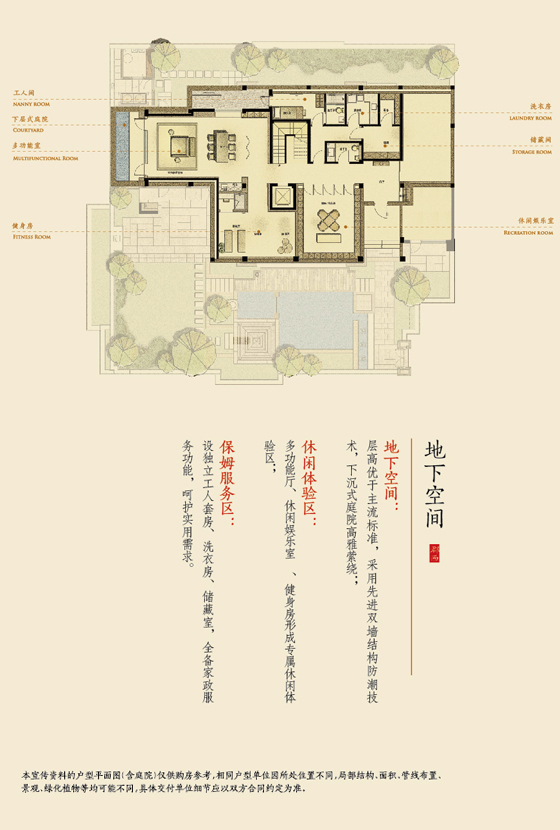 工人间
NANNY ROOM
下层式庭院
COURTYARD
多功能室
MULTIFUNCTIONAL ROOM
健身房
FITNESS ROOM
洗衣房
LAUNDRY ROOM
储藏间
STORAGE ROOM
休闲娱乐室
RECREATION ROOM
地下空间
地下空间：
层高优于主流标准，采用先进双墙结构防潮技
术，下沉式庭院高雅萦绕；
休闲体验区：
多功能厅、休闲娱乐室 、健身房形成专属休闲体
验区；
保姆服务区：
设独立工人套房、洗衣房、储藏室，全备家政服
务功能，呵护实用需求。
本宣传资料的户型平面图(含庭院)仅供购房参考,相同户型单位因所处位置不同,局部结构、面积、管线布置、
景观、绿化植物等均可能不同,具体交付单位细节应以双方合同约定为准。